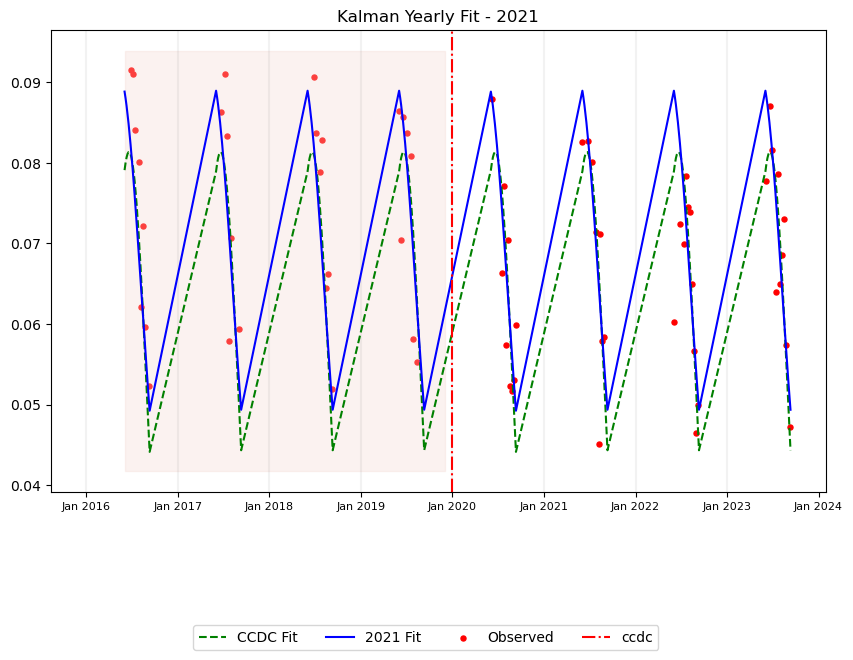 Kalman Yearly Fit - 2021
0.09
0.08
0.07
0.06
0.05
0.04
Jan 2016 Jan 2017 Jan 2018 Jan 2019 Jan 2020 Jan 2021 Jan 2022 Jan 2023 Jan 2024
CCDC Fit 2021 Fit Observed ccdc